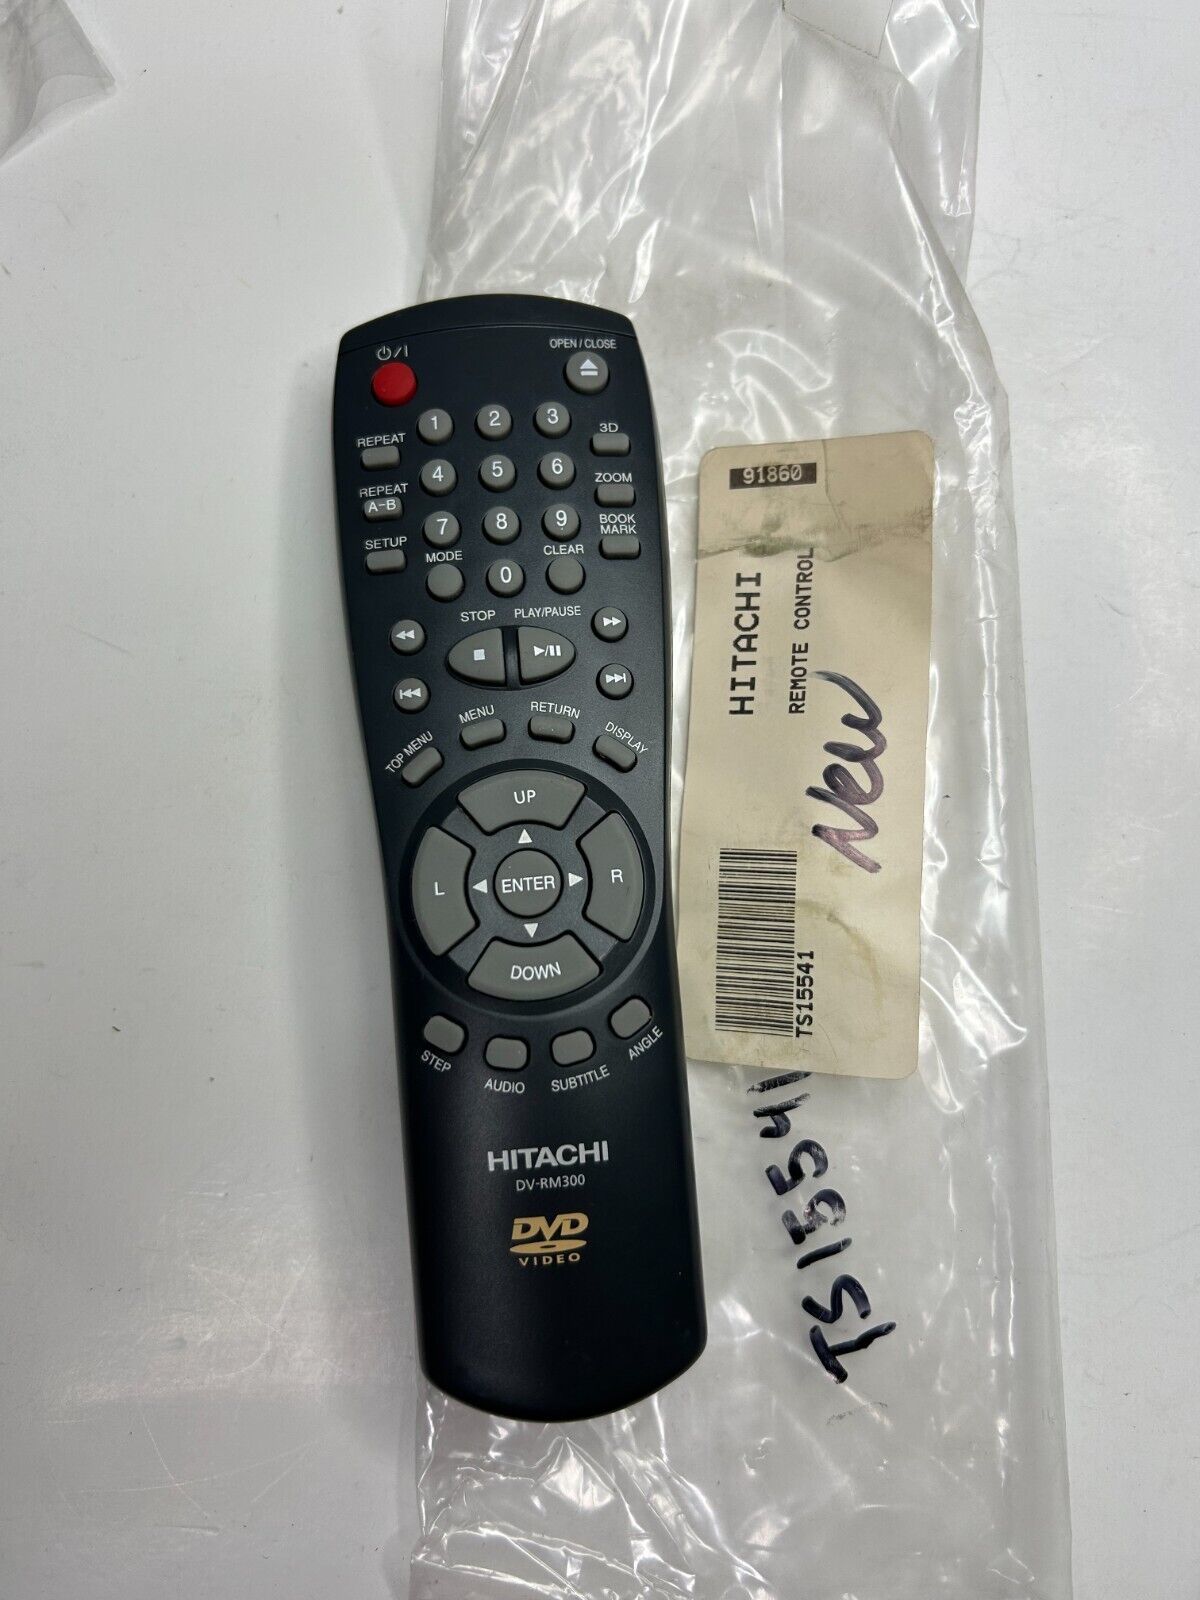 OPEN / CLOSE
1 2 3
REPEAT
3D
4 5 6
ZOOM
REPEAT
A-B
7 8 9
BOOK
MARK
SETUP
MODE
0
CLEAR
STOP PLAY/PAUSE
TOP MENU
MENU
RETURN
DISPLAY
UP
L
ENTER
R
DOWN
STEP
AUDIO
SUBTITLE
ANGLE
HITACHI
DV-RM300
DVD
VIDEO
91860
HITACHI
REMOTE CONTROL
New
TS15541
TS15541